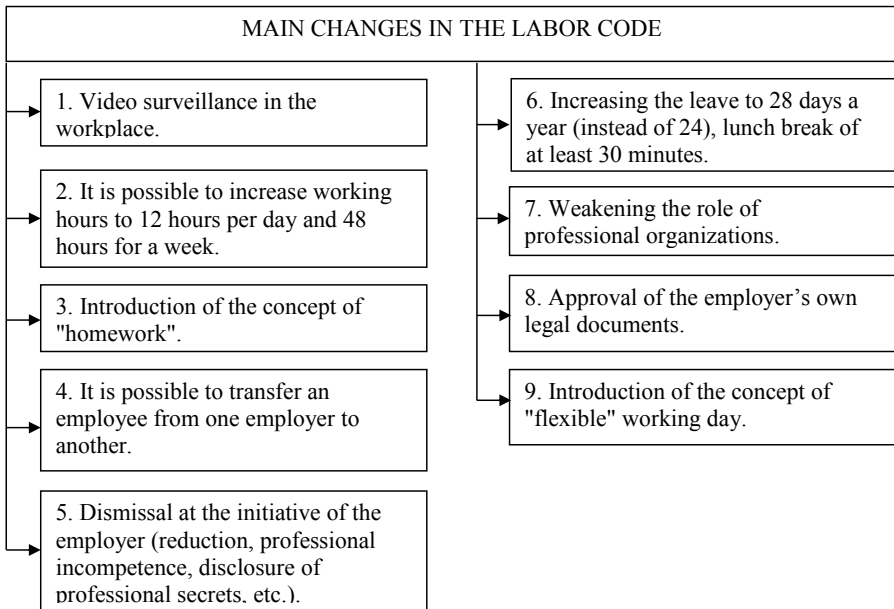 MAIN CHANGES IN THE LABOR CODE
1. Video surveillance in the
workplace.
2. It is possible to increase working
hours to 12 hours per day and 48
hours for a week.
3. Introduction of the concept of
"homework".
4. It is possible to transfer an
employee from one employer to
another.
5. Dismissal at the initiative of the
employer (reduction, professional
incompetence, disclosure of
professional secrets, etc.).
6. Increasing the leave to 28 days a
year (instead of 24), lunch break of
at least 30 minutes.
7. Weakening the role of
professional organizations.
8. Approval of the employer’s own
legal documents.
9. Introduction of the concept of
"flexible" working day.